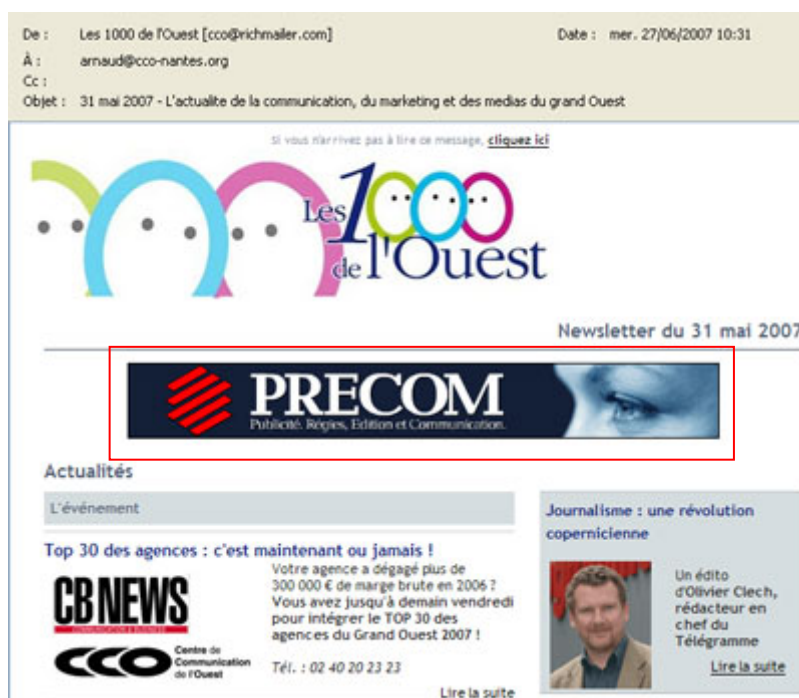 De : Les 1000 de l'Ouest [cco@richmailer.com] Date : mer. 27/06/2007 10:31
À : arnaud@cco-nantes.org
Cc :
Objet : 31 mai 2007 - L'actualite de la communication, du marketing et des medias du grand Ouest
Si vous n'arrivez pas à lire ce message, cliquez ici
Les 1000
de l'Ouest
Newsletter du 31 mai 2007
PRECOM
Publicité. Régies, Edition et Communication.
Actualités
L'événement
Top 30 des agences : c'est maintenant ou jamais !
CB NEWS
COMMUNICATION & BUSINESS
CCO
Centre de
Communication
de l'Ouest
Votre agence a dégagé plus de
300 000 € de marge brute en 2006 ?
Vous avez jusqu'à demain vendredi
pour intégrer le TOP 30 des
agences du Grand Ouest 2007 !
Tél. : 02 40 20 23 23
Lire la suite
Journalisme : une révolution
copernicienne
Un édito
d'Olivier Clech,
rédacteur en
chef du
Télégramme
Lire la suite